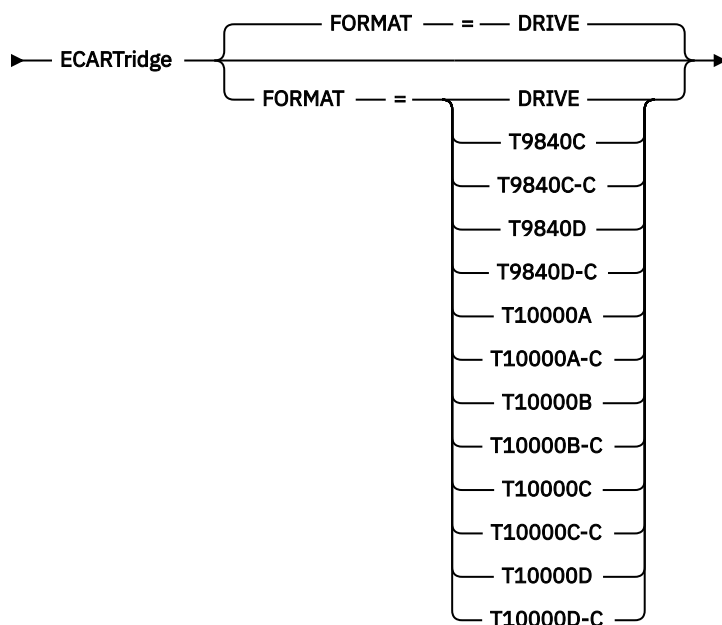 FORMAT = DRIVE
ECARTridge
FORMAT = DRIVE
T9840C
T9840C-C
T9840D
T9840D-C
T10000A
T10000A-C
T10000B
T10000B-C
T10000C
T10000C-C
T10000D
T10000D-C